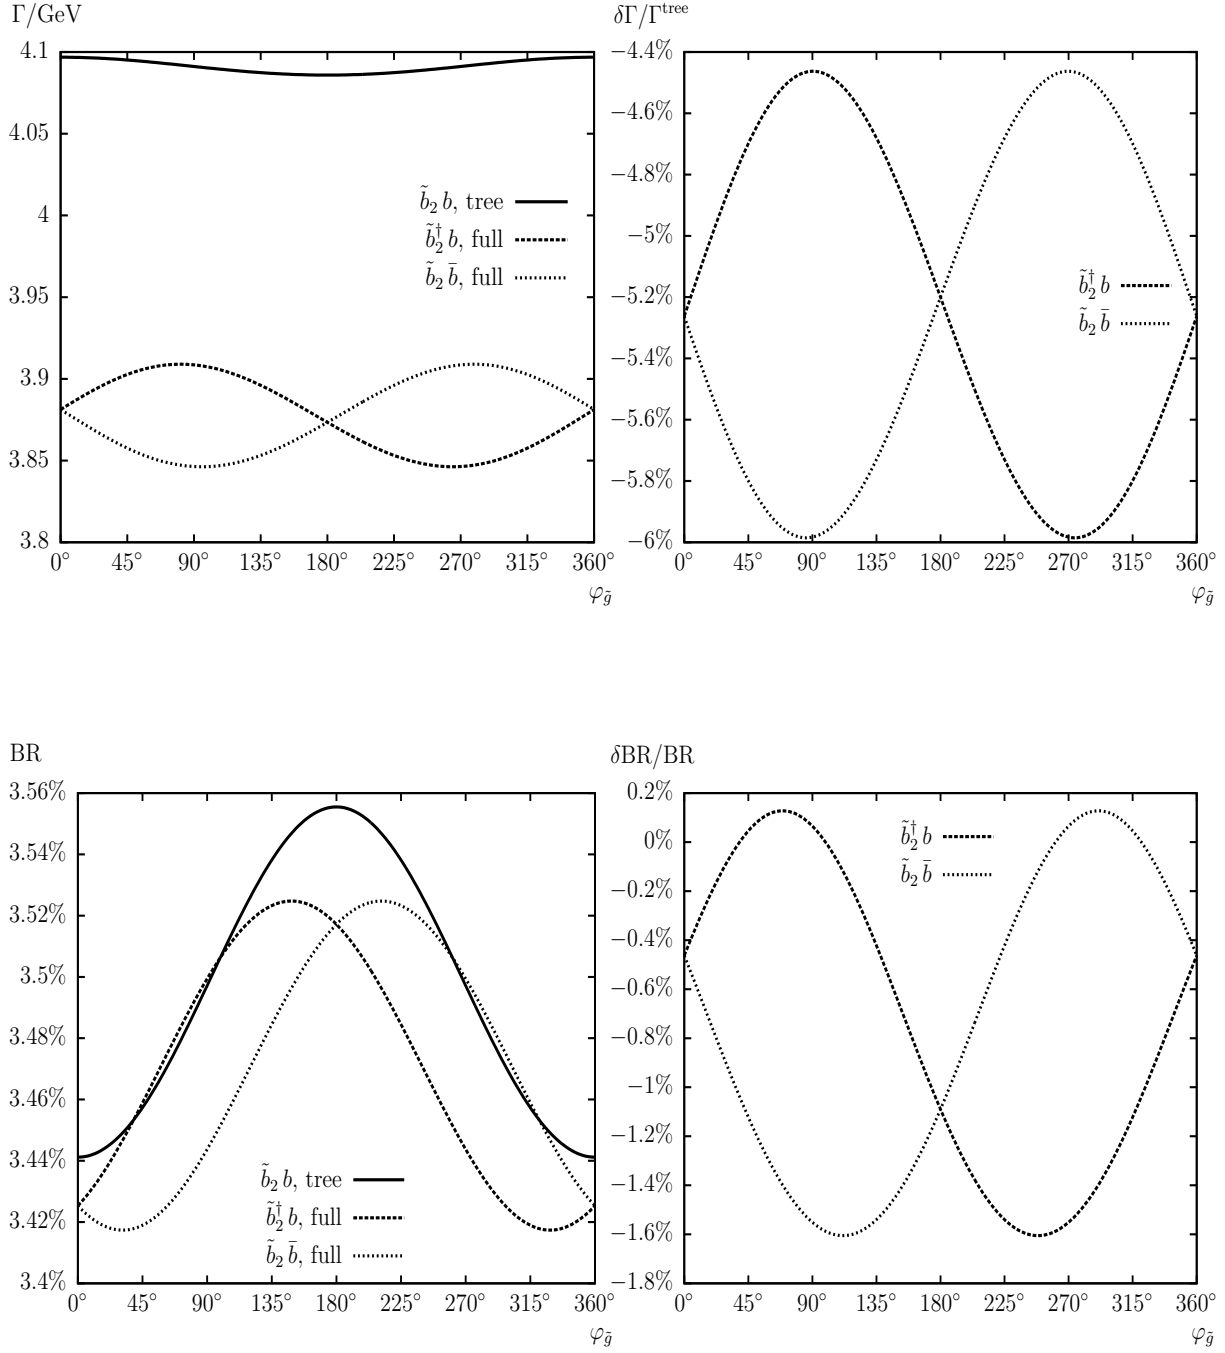 Γ/GeV
4.1
4.05
4
3.95
3.9
3.85
3.8
b̃₂ b, tree
b̃₂† b, full
b̃₂ b̄, full
0° 45° 90° 135° 180° 225° 270° 315° 360°
φg̃
δΓ/Γᵗʳᵉᵉ
−4.4%
−4.6%
−4.8%
−5%
−5.2%
−5.4%
−5.6%
−5.8%
−6%
b̃₂† b
b̃₂ b̄
0° 45° 90° 135° 180° 225° 270° 315° 360°
φg̃
BR
3.56%
3.54%
3.52%
3.5%
3.48%
3.46%
3.44%
3.42%
3.4%
b̃₂ b, tree
b̃₂† b, full
b̃₂ b̄, full
0° 45° 90° 135° 180° 225° 270° 315° 360°
φg̃
δBR/BR
0.2%
0%
−0.2%
−0.4%
−0.6%
−0.8%
−1%
−1.2%
−1.4%
−1.6%
−1.8%
b̃₂† b
b̃₂ b̄
0° 45° 90° 135° 180° 225° 270° 315° 360°
φg̃